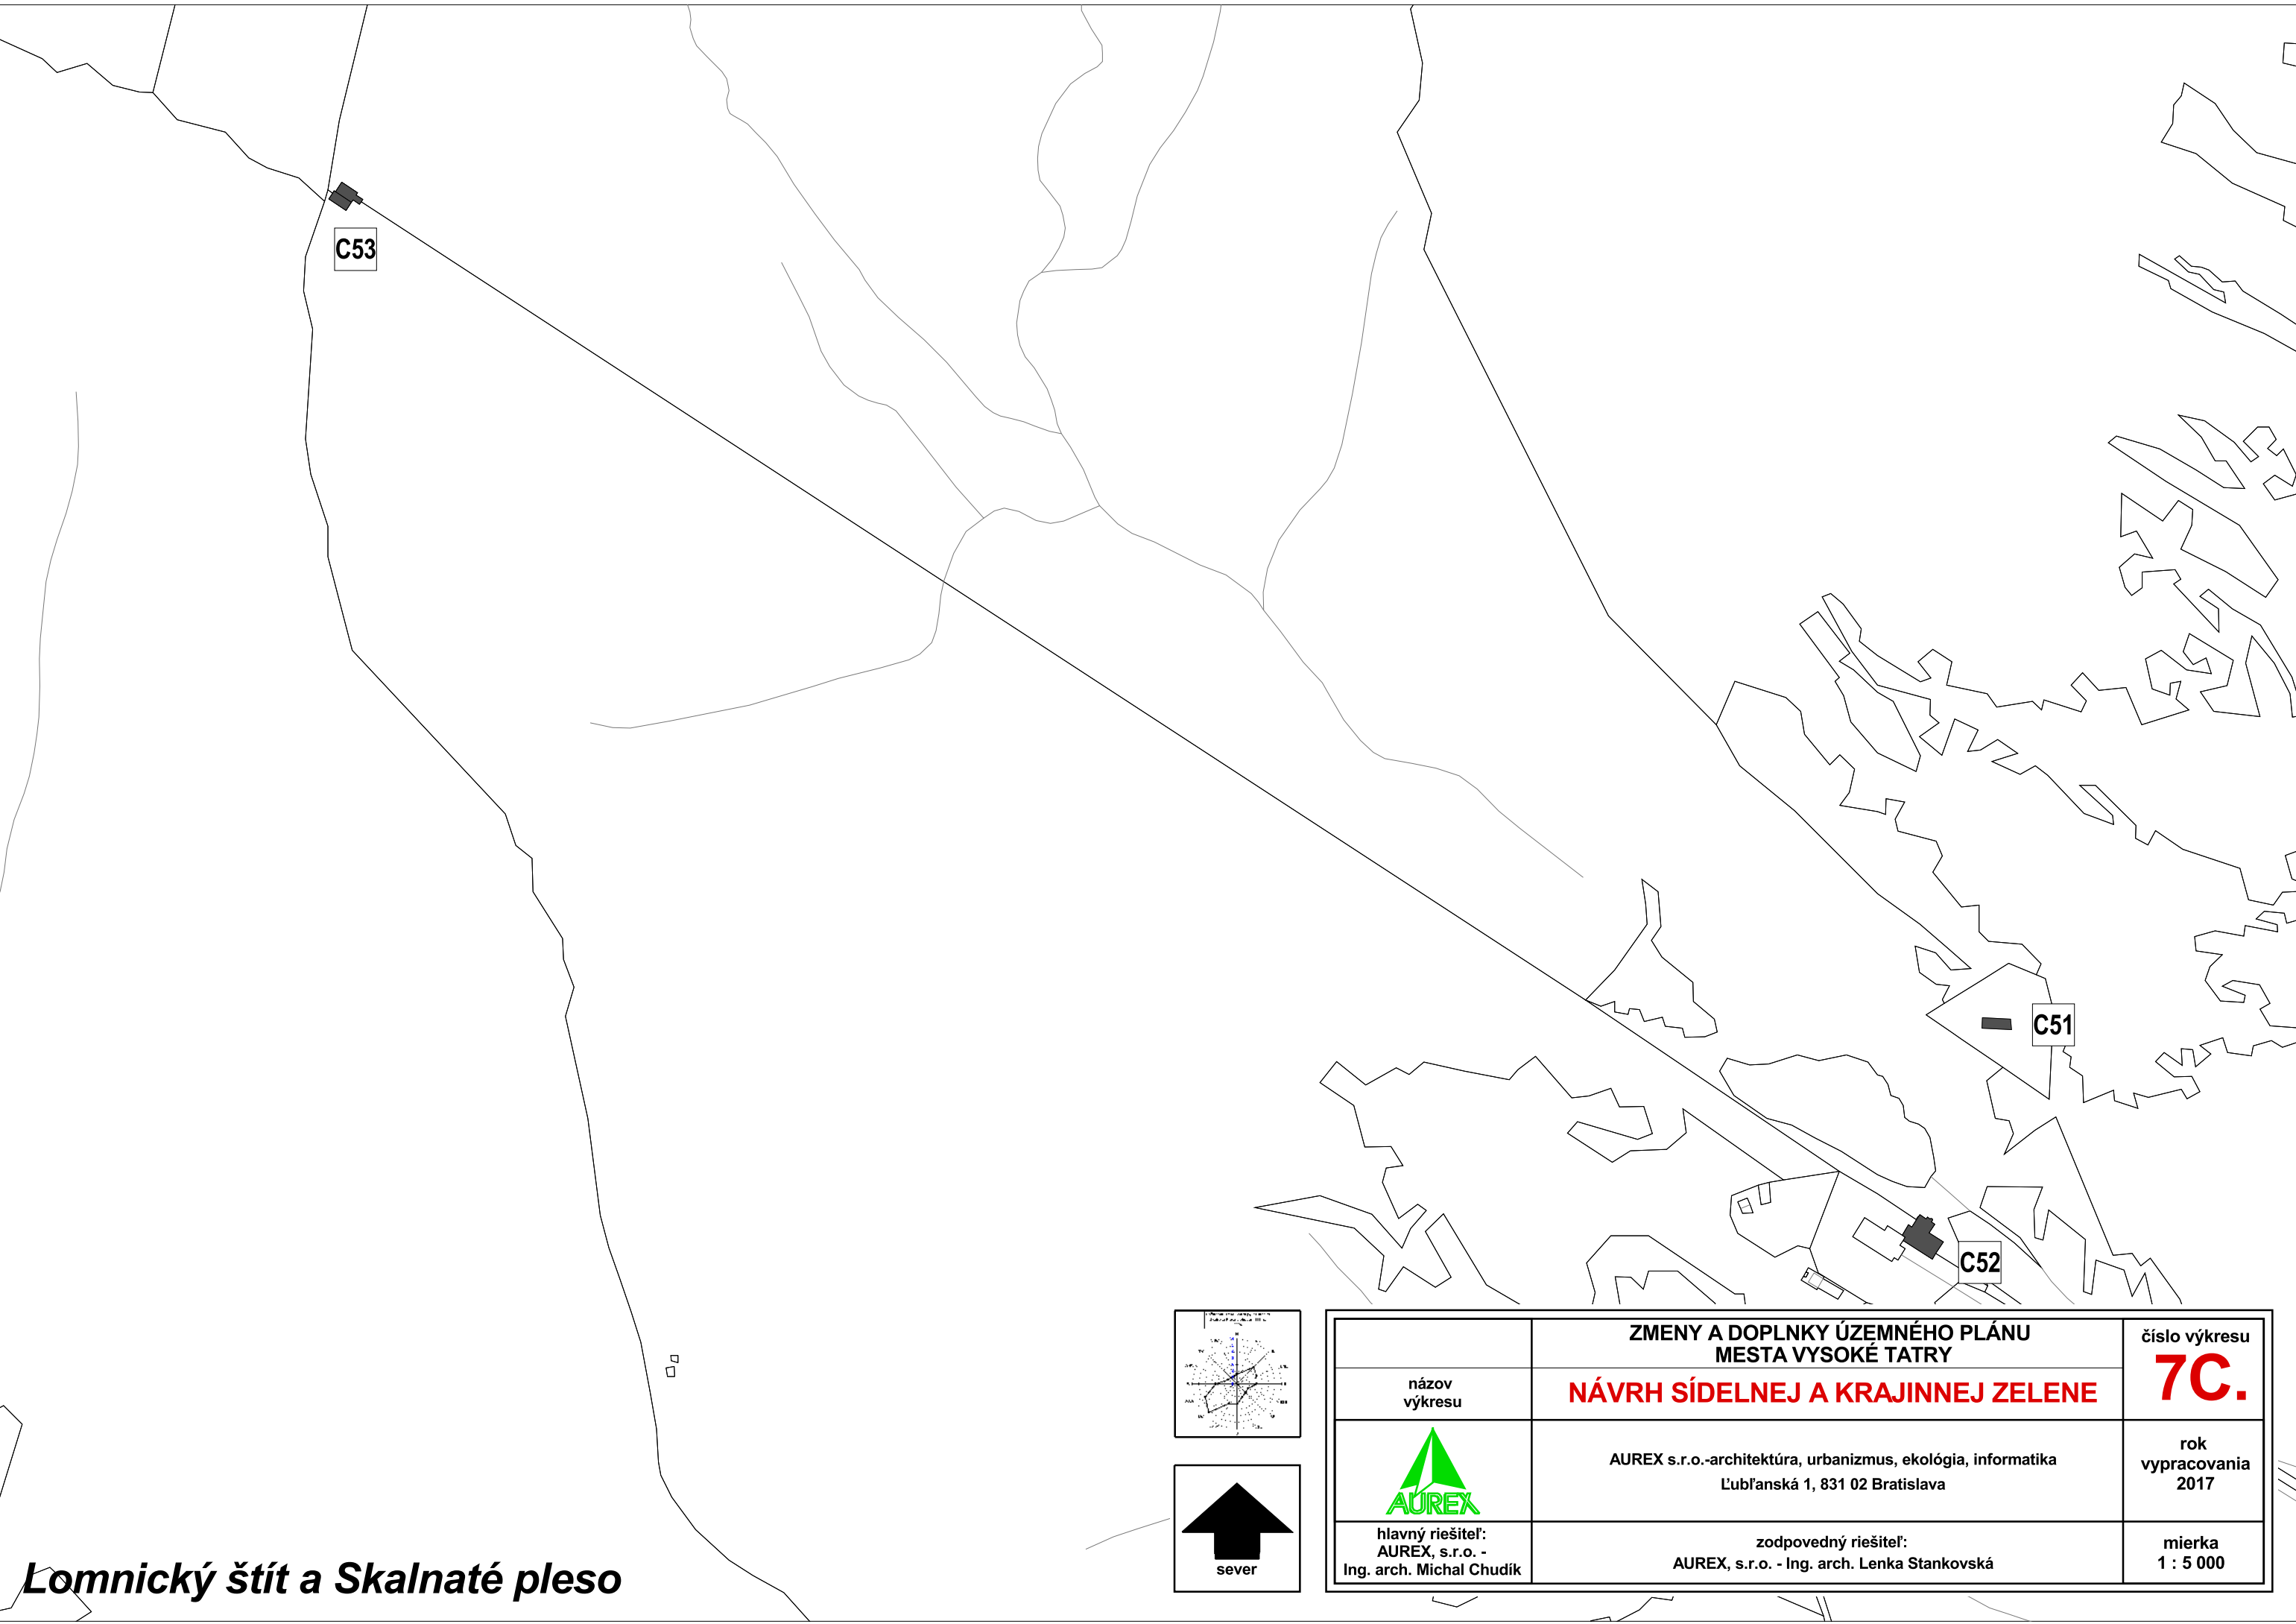 C53
C51
C52
ZMENY A DOPLNKY ÚZEMNÉHO PLÁNU
MESTA VYSOKÉ TATRY
číslo výkresu
7C.
názov
výkresu
NÁVRH SÍDELNEJ A KRAJINNEJ ZELENE
AUREX
AUREX s.r.o.-architektúra, urbanizmus, ekológia, informatika
Ľubľanská 1, 831 02 Bratislava
rok
vypracovania
2017
hlavný riešiteľ:
AUREX, s.r.o. -
Ing. arch. Michal Chudík
zodpovedný riešiteľ:
AUREX, s.r.o. - Ing. arch. Lenka Stankovská
mierka
1 : 5 000
sever
Lomnický štít a Skalnaté pleso